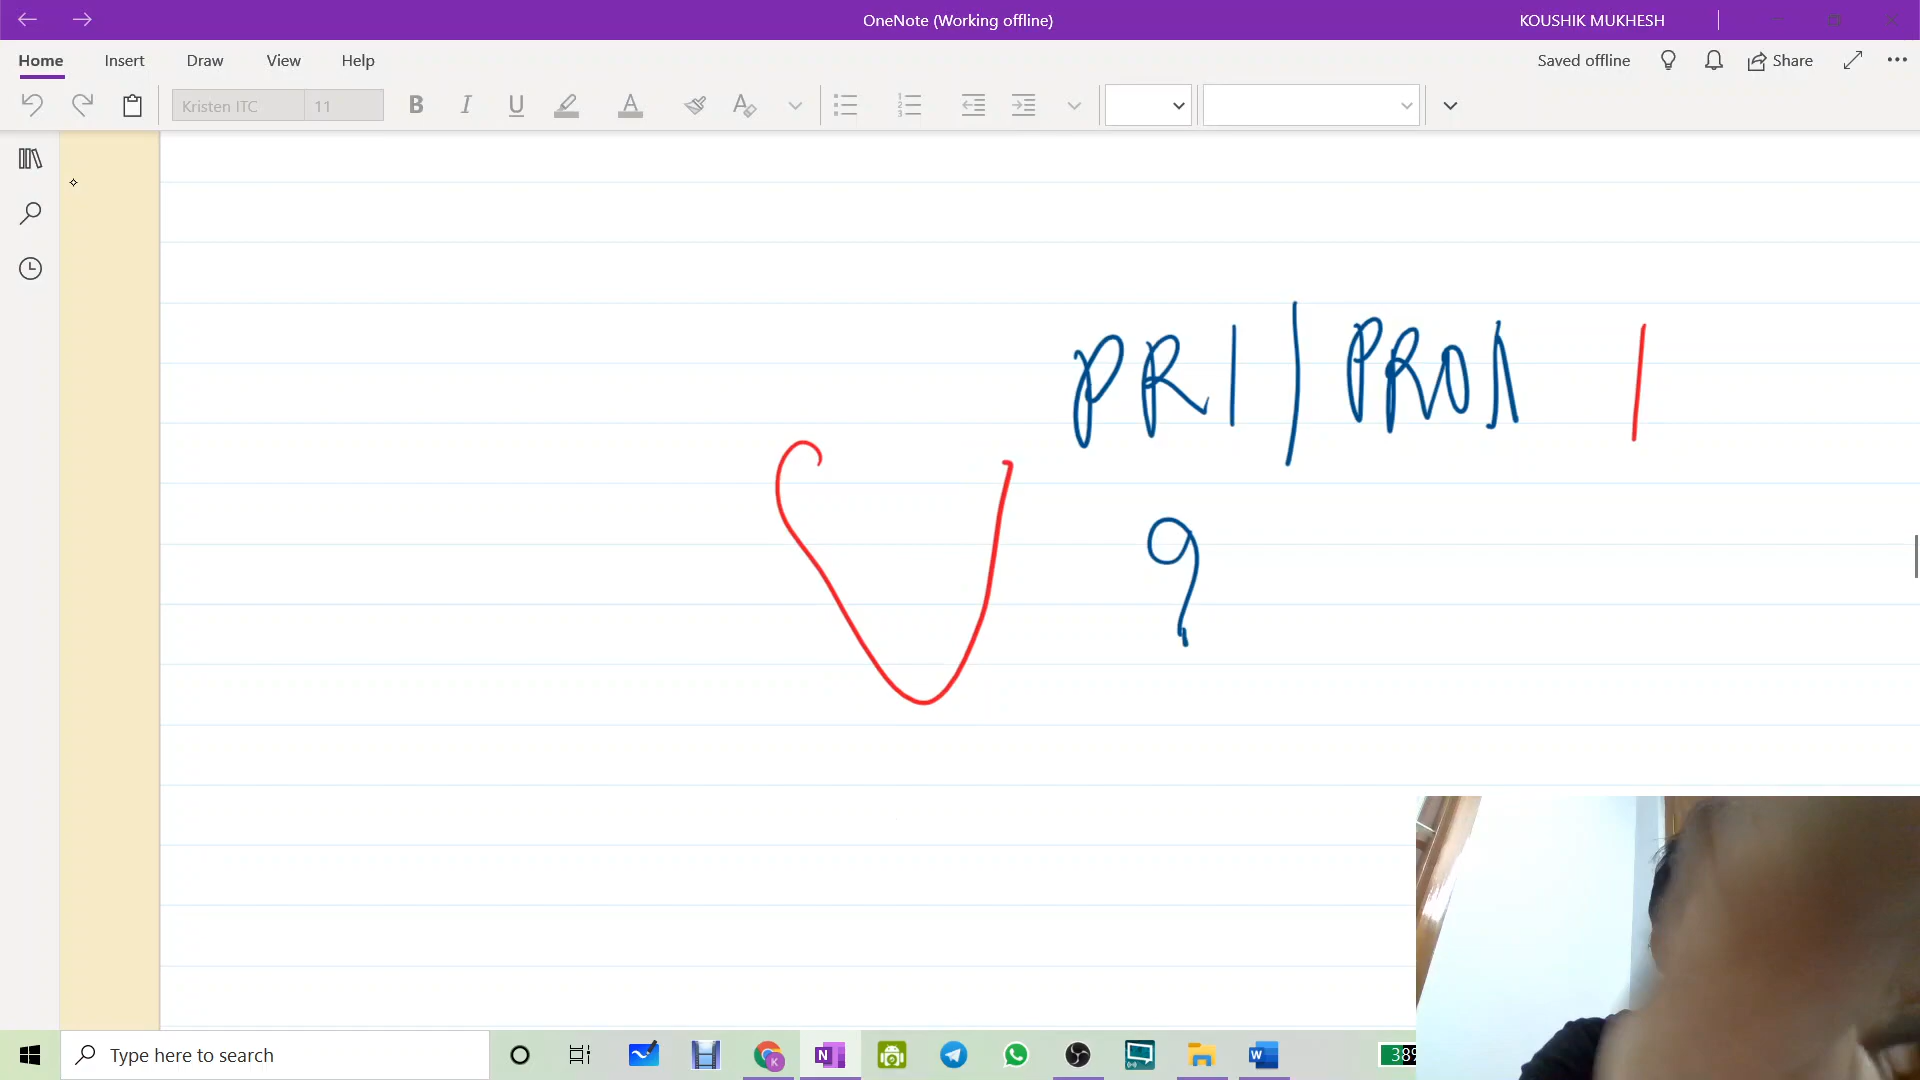 OneNote (Working offline) KOUSHIK MUKHESH
Home Insert Draw View Help Saved offline Share
Kristen ITC 11 B I U A A
PRI | PROA |
9
Type here to search N W 38%